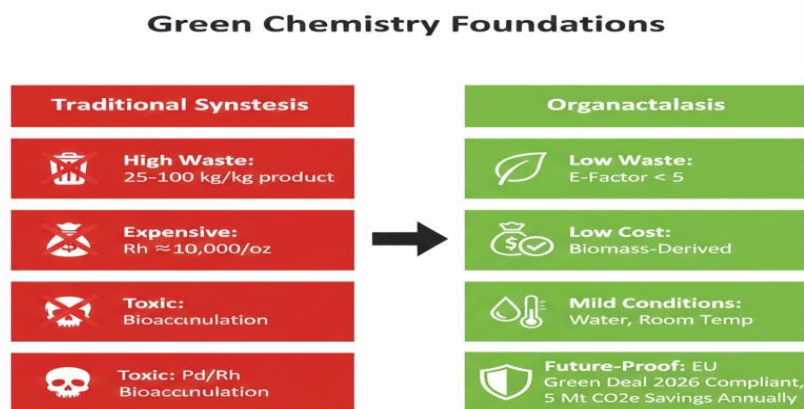 Green Chemistry Foundations
Traditional Synstesis
High Waste:
25-100 kg/kg product
Expensive:
Rh ≈10,000/oz
Toxic:
Bioaccınulation
Toxic: Pd/Rh
Bioaccınulation
Organactalasis
Low Waste:
E-Factor < 5
$
Low Cost:
Biomass-Derived
Mild Conditions:
Water, Room Temp
Future-Proof: EU
Green Deal 2026 Compliant,
5 Mt CO2e Savings Annually